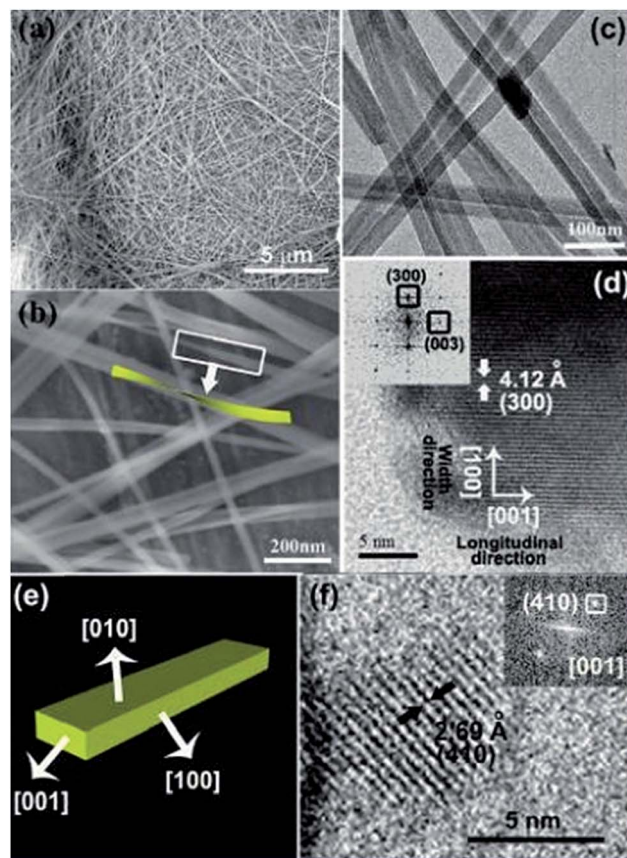 (a)
5 μm
(c)
100nm
(b)
200nm
(d)
(300)
(003)
4.12 Å
(300)
Width
direction
[100]
[001]
5 nm
Longitudinal
direction
(e)
[010]
[001]
[100]
(f)
(410)
[001]
2.69 Å
(410)
5 nm